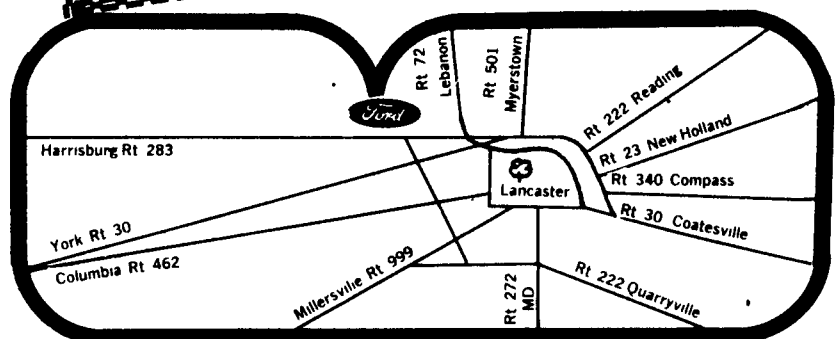 Rt 72
Lebanon
Rt 501
Myerstown
Ford
Rt 222 Reading
Rt 23 New Holland
Harrisburg Rt 283
Lancaster
Rt 340 Compass
Rt 30 Coatesville
York Rt 30
Columbia Rt 462
Millersville Rt 999
Rt 272
MD
Rt 222 Quarryville